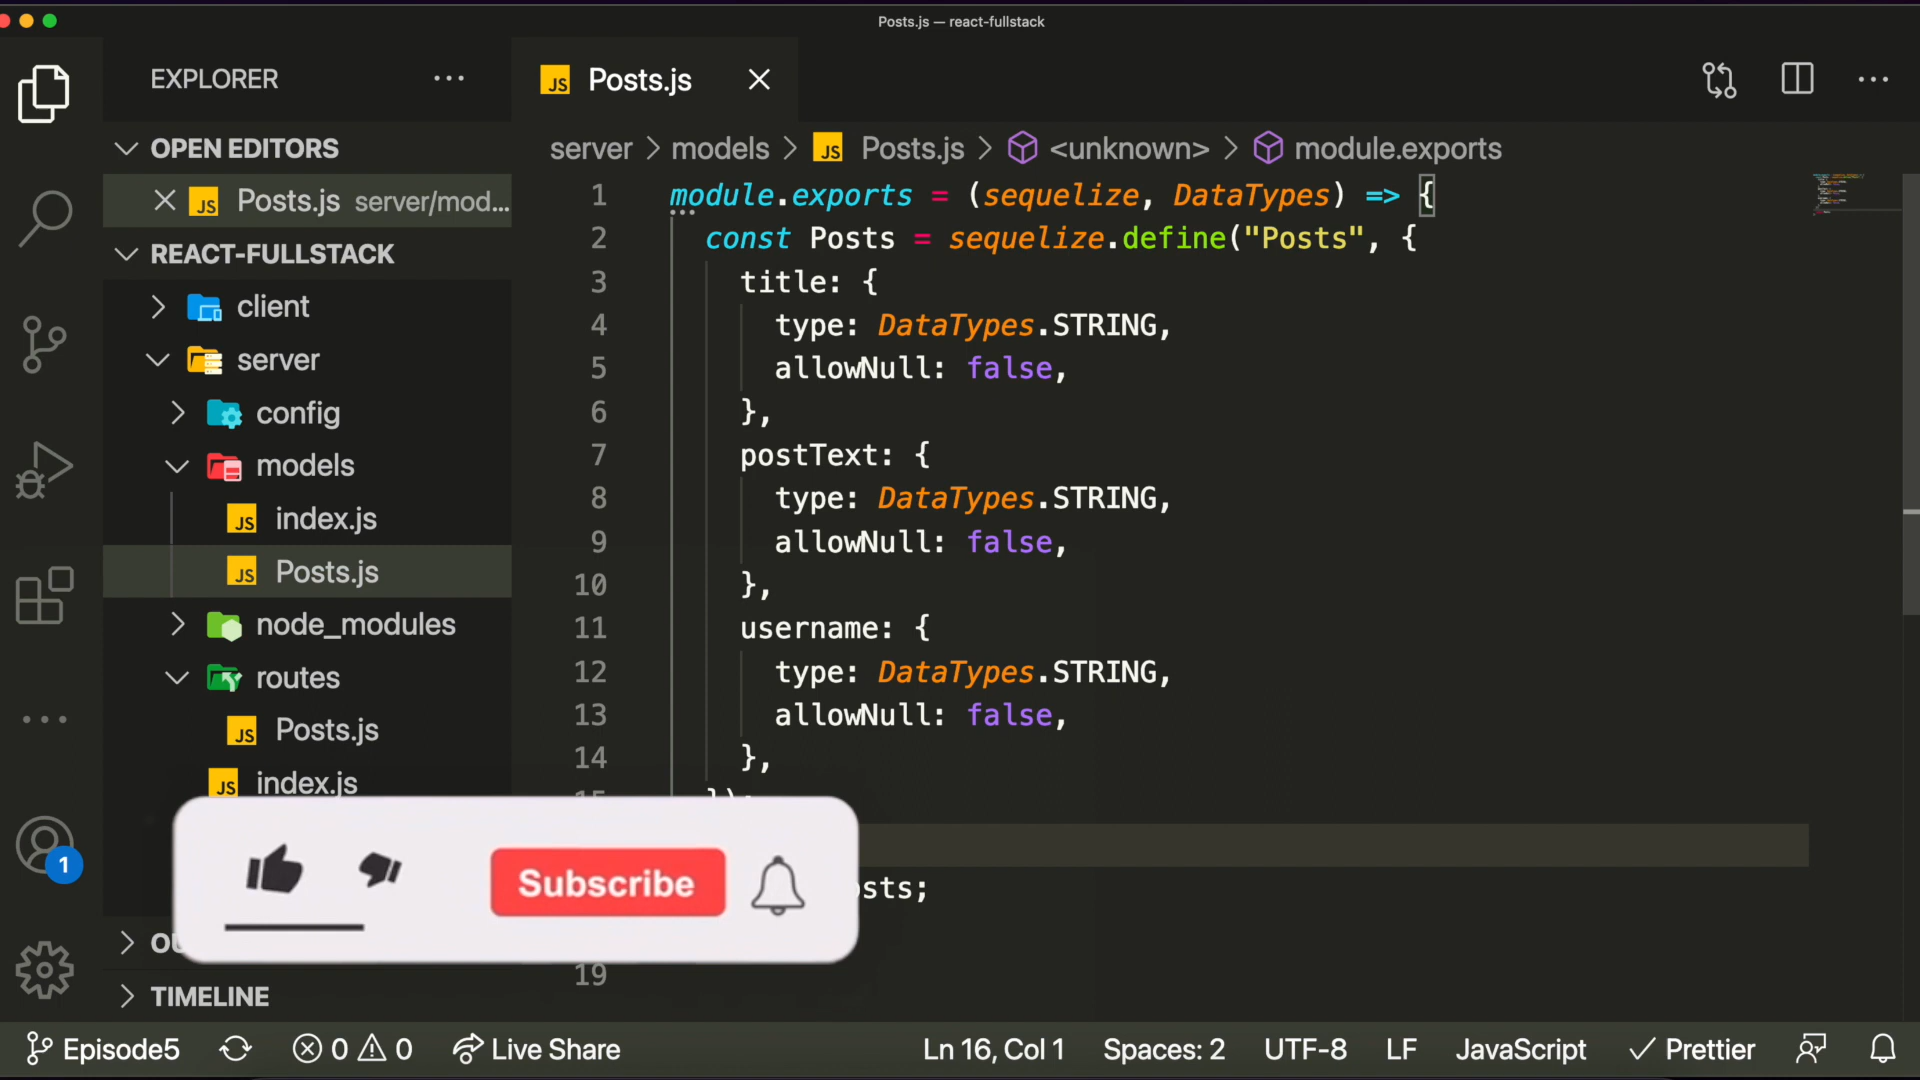 Posts.js — react-fullstack
EXPLORER
Posts.js
OPEN EDITORS
server > models > Posts.js > <unknown> > module.exports
Posts.js server/mod...
REACT-FULLSTACK
client
server
config
models
index.js
Posts.js
node_modules
routes
Posts.js
index.js
TIMELINE
1 module.exports = (sequelize, DataTypes) => {
2 const Posts = sequelize.define("Posts", {
3 title: {
4 type: DataTypes.STRING,
5 allowNull: false,
6 },
7 postText: {
8 type: DataTypes.STRING,
9 allowNull: false,
10 },
11 username: {
12 type: DataTypes.STRING,
13 allowNull: false,
14 },
osts;
19
Subscribe
1
Episode5 0 0 Live Share Ln 16, Col 1 Spaces: 2 UTF-8 LF JavaScript Prettier